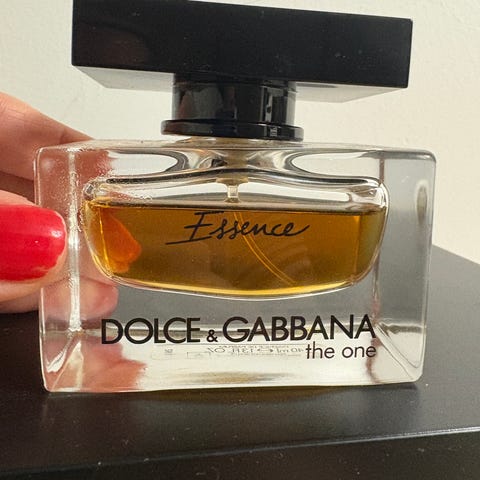 Essence
DOLCE & GABBANA
the one